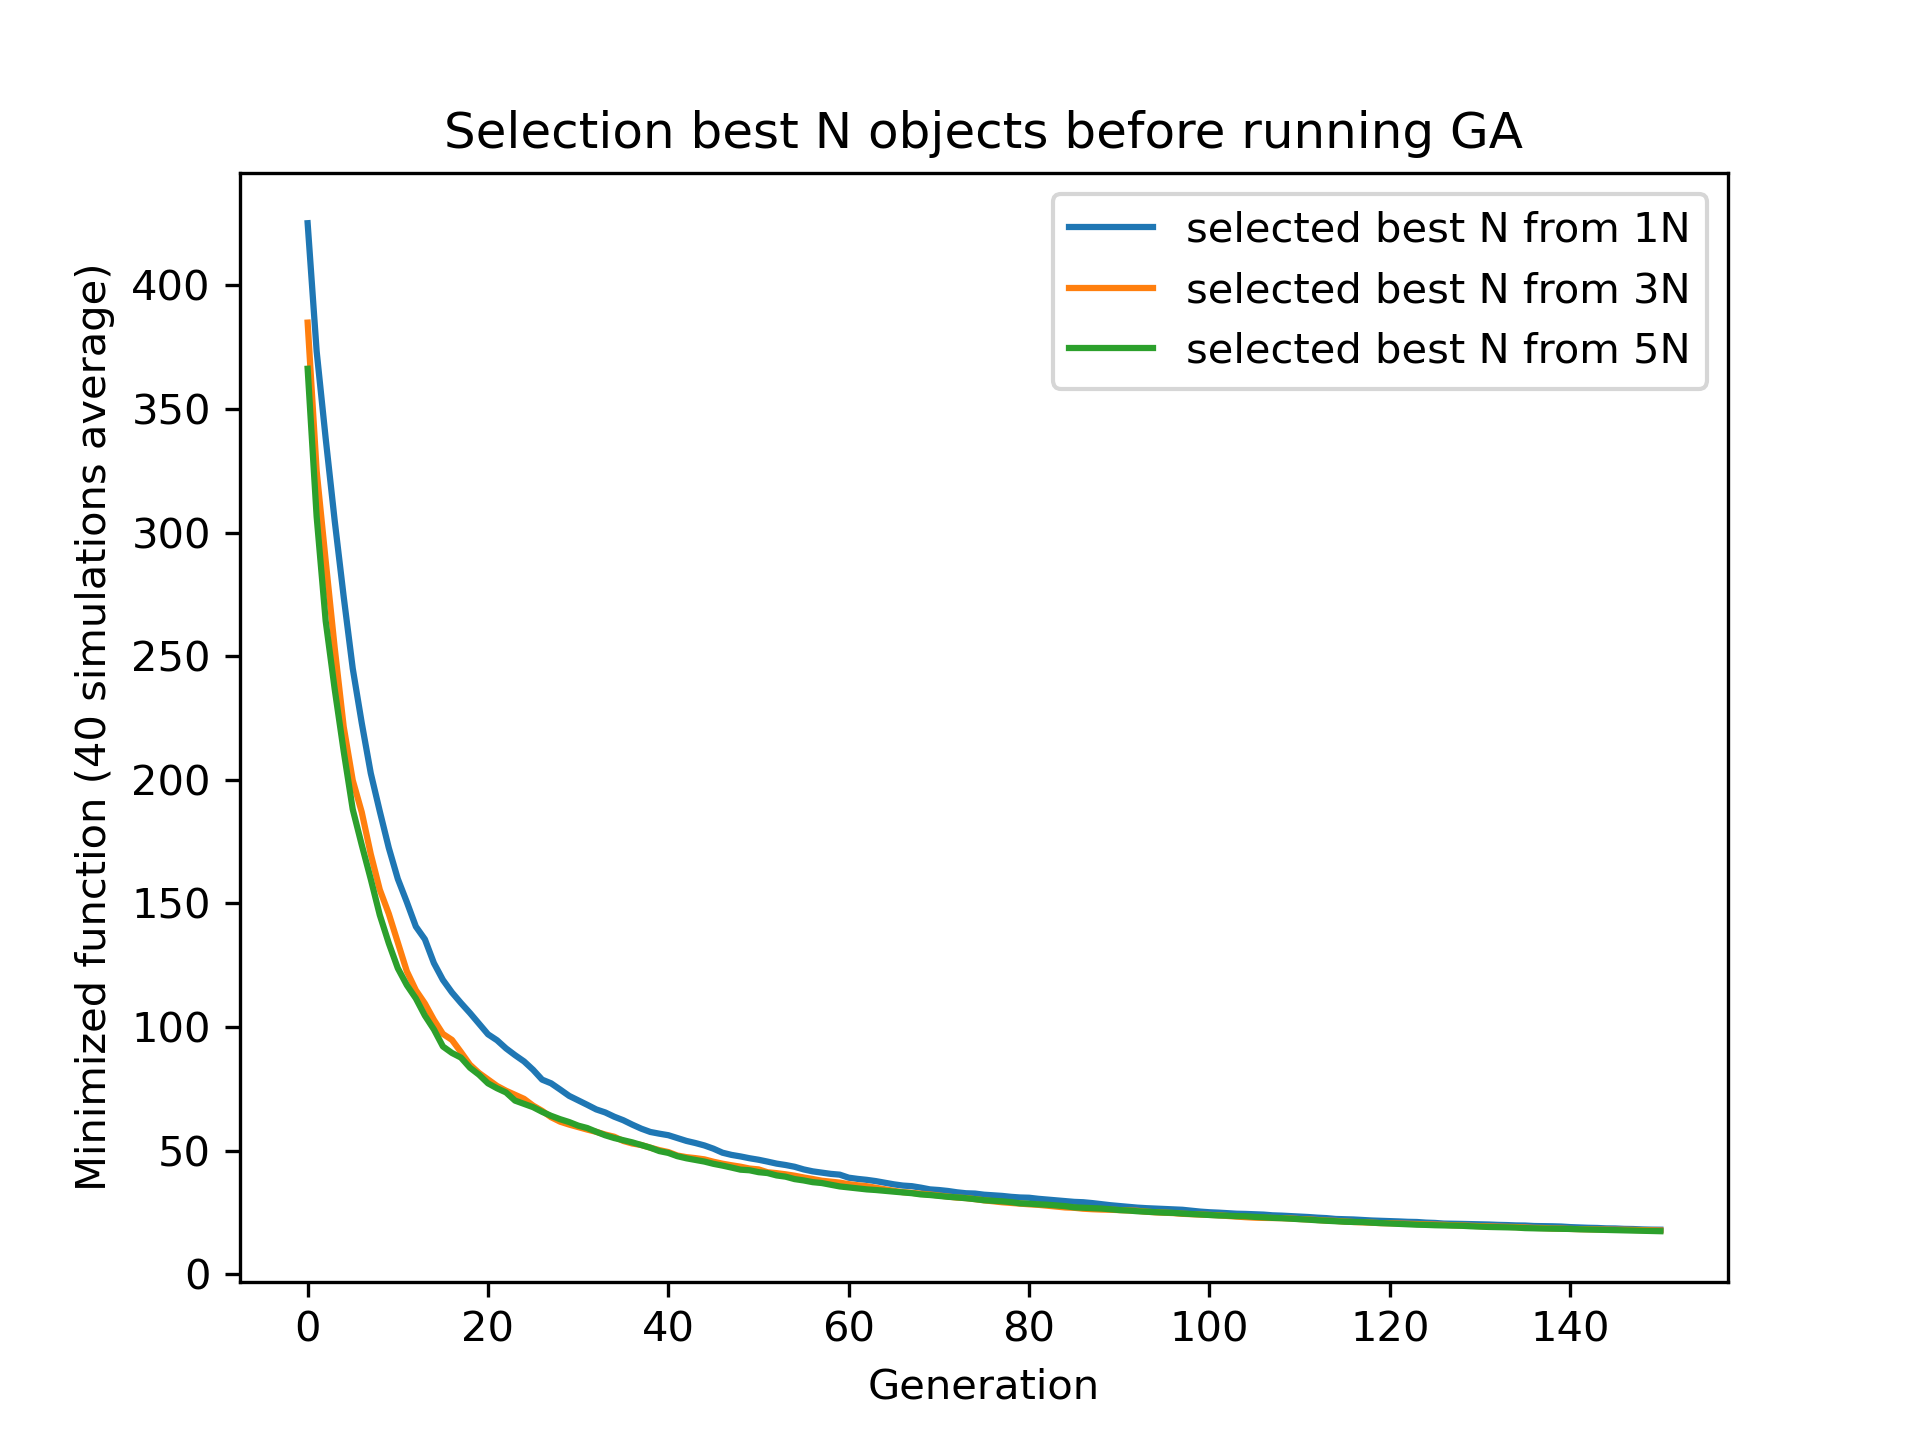 Selection best N objects before running GA
selected best N from 1N
selected best N from 3N
selected best N from 5N
Minimized function (40 simulations average)
400
350
300
250
200
150
100
50
0
0 20 40 60 80 100 120 140
Generation